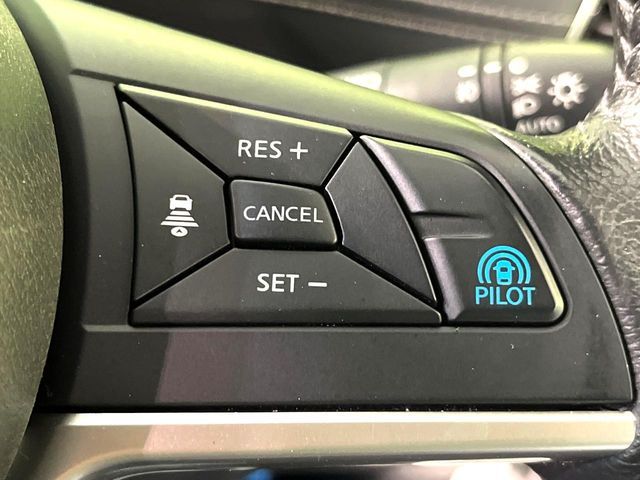 RES +
CANCEL
SET −
PILOT
AUTO